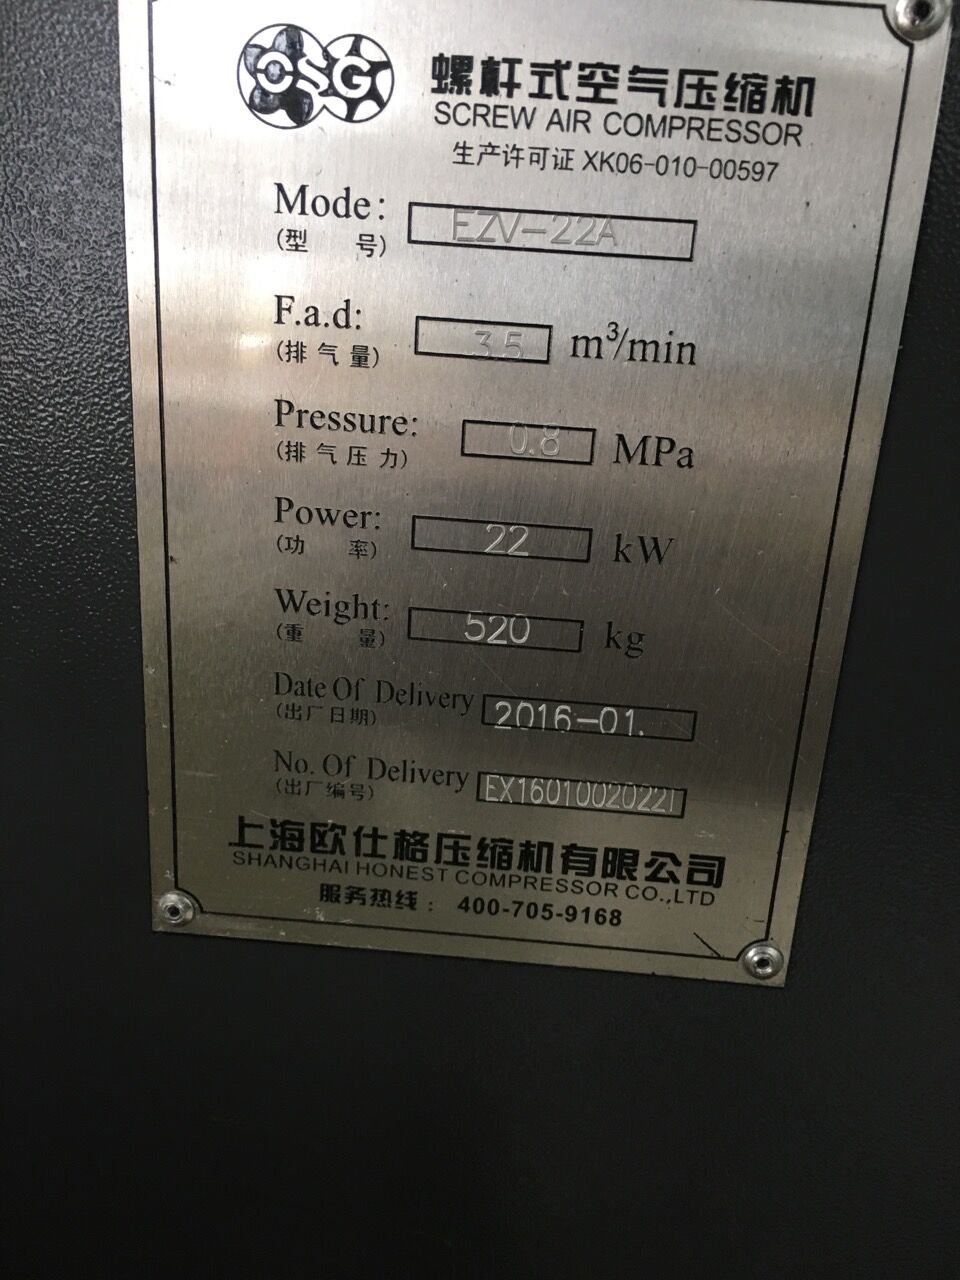 OSG
螺杆式空气压缩机
SCREW AIR COMPRESSOR
生产许可证 XK06-010-00597
Mode: EZV-22A
(型 号)
F.a.d: 3.5 m³/min
(排气量)
Pressure: 0.8 MPa
(排气压力)
Power: 22 kW
(功 率)
Weight: 520 kg
(重 量)
Date Of Delivery 2016-01.
(出厂日期)
No. Of Delivery EX16010020221
(出厂编号)
上海欧仕格压缩机有限公司
SHANGHAI HONEST COMPRESSOR CO.,LTD
服务热线：400-705-9168